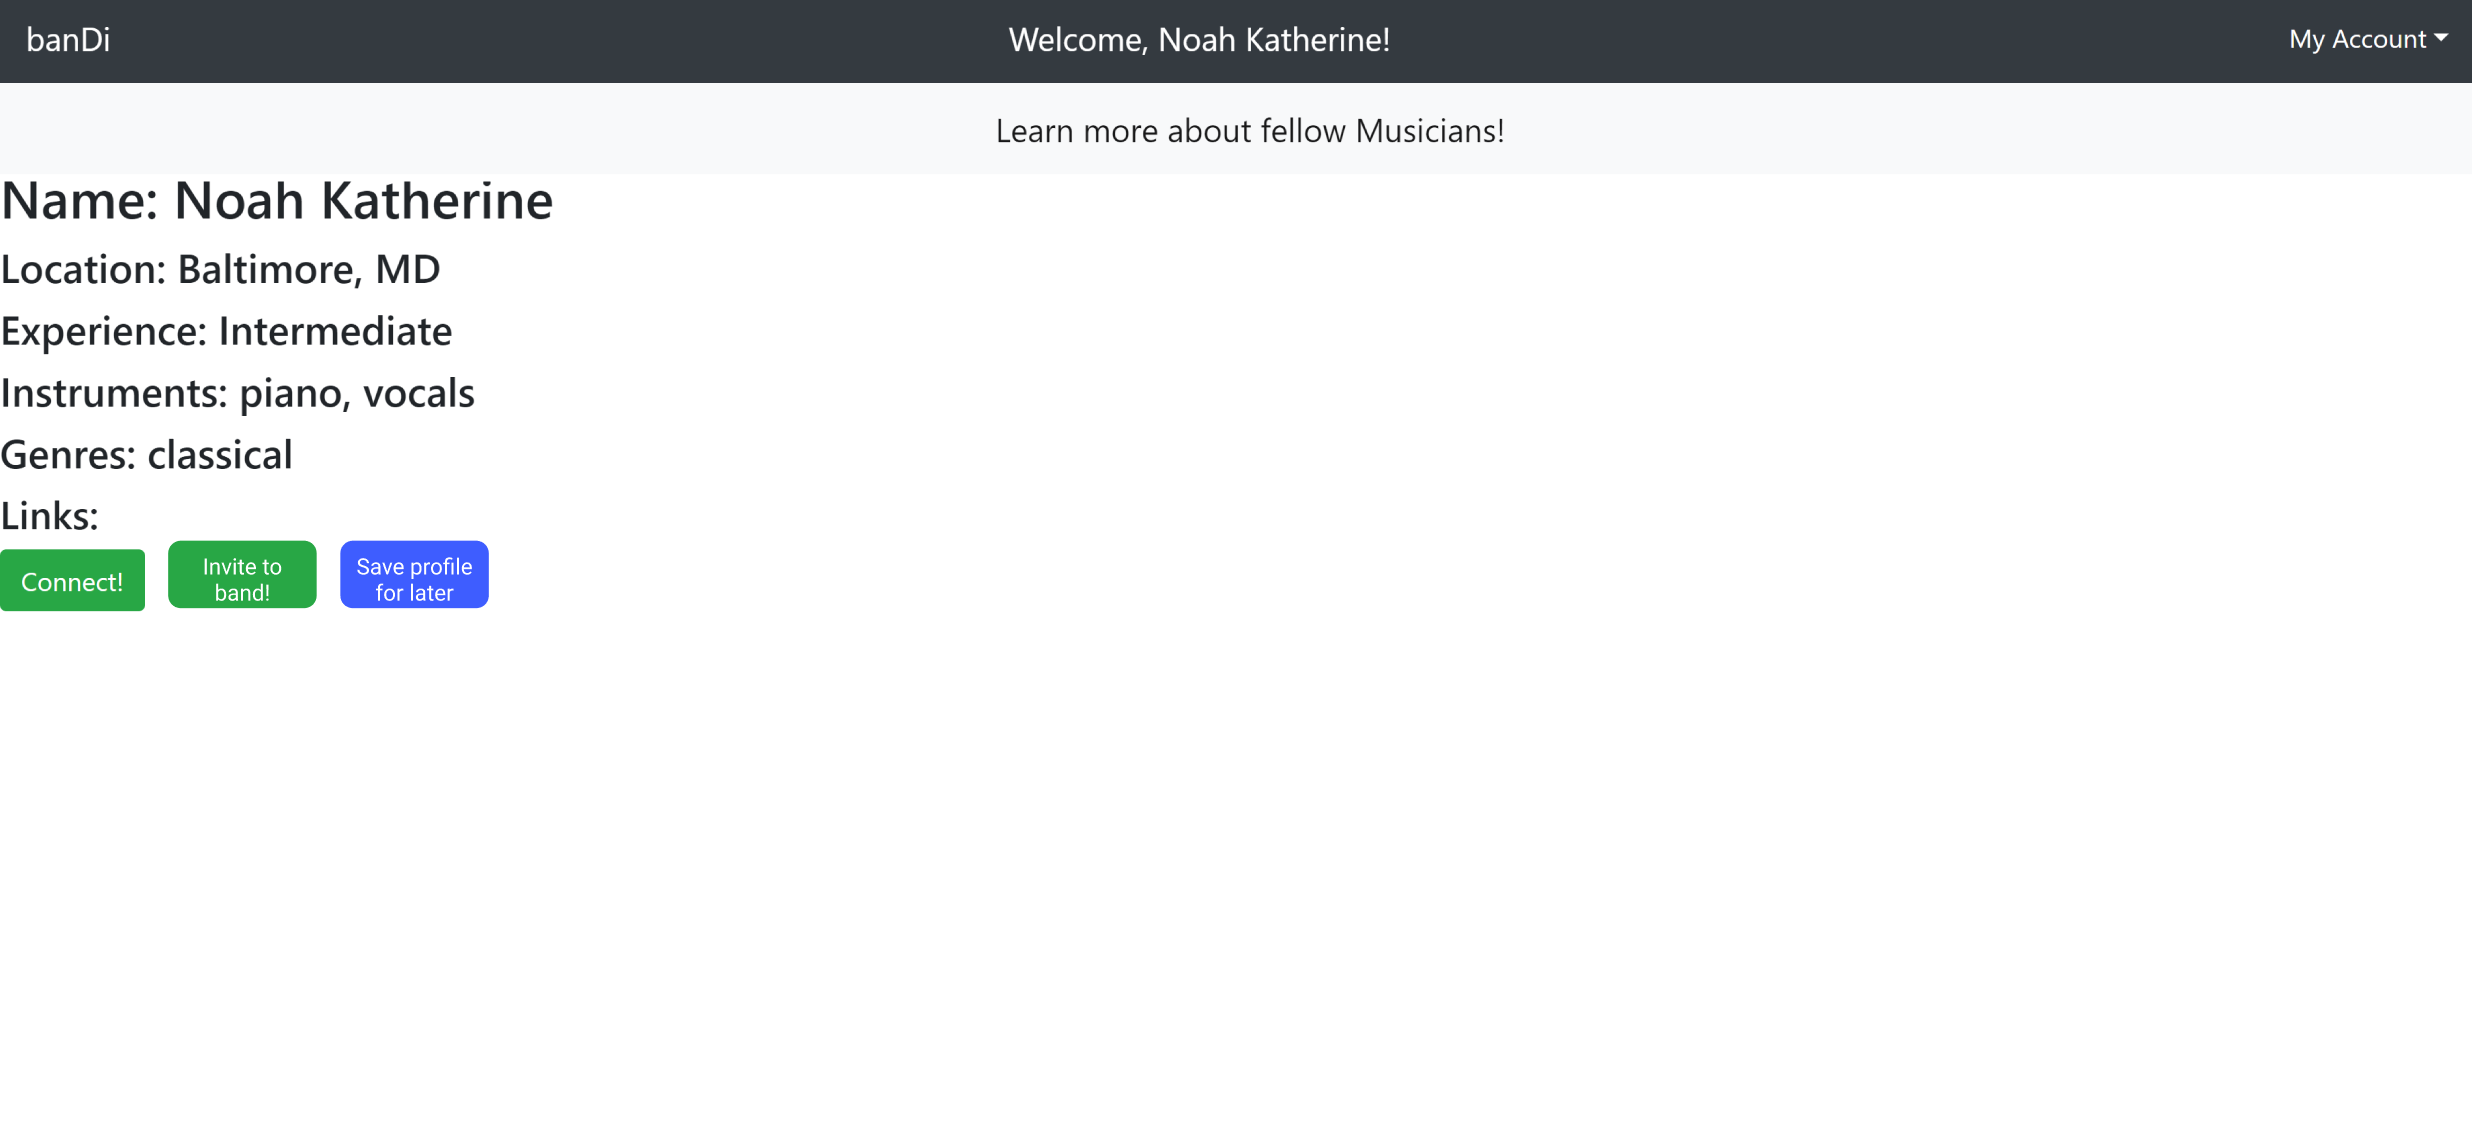 banDi
Welcome, Noah Katherine!
My Account
Learn more about fellow Musicians!
Name: Noah Katherine
Location: Baltimore, MD
Experience: Intermediate
Instruments: piano, vocals
Genres: classical
Links:
Connect!
Invite to
band!
Save profile
for later